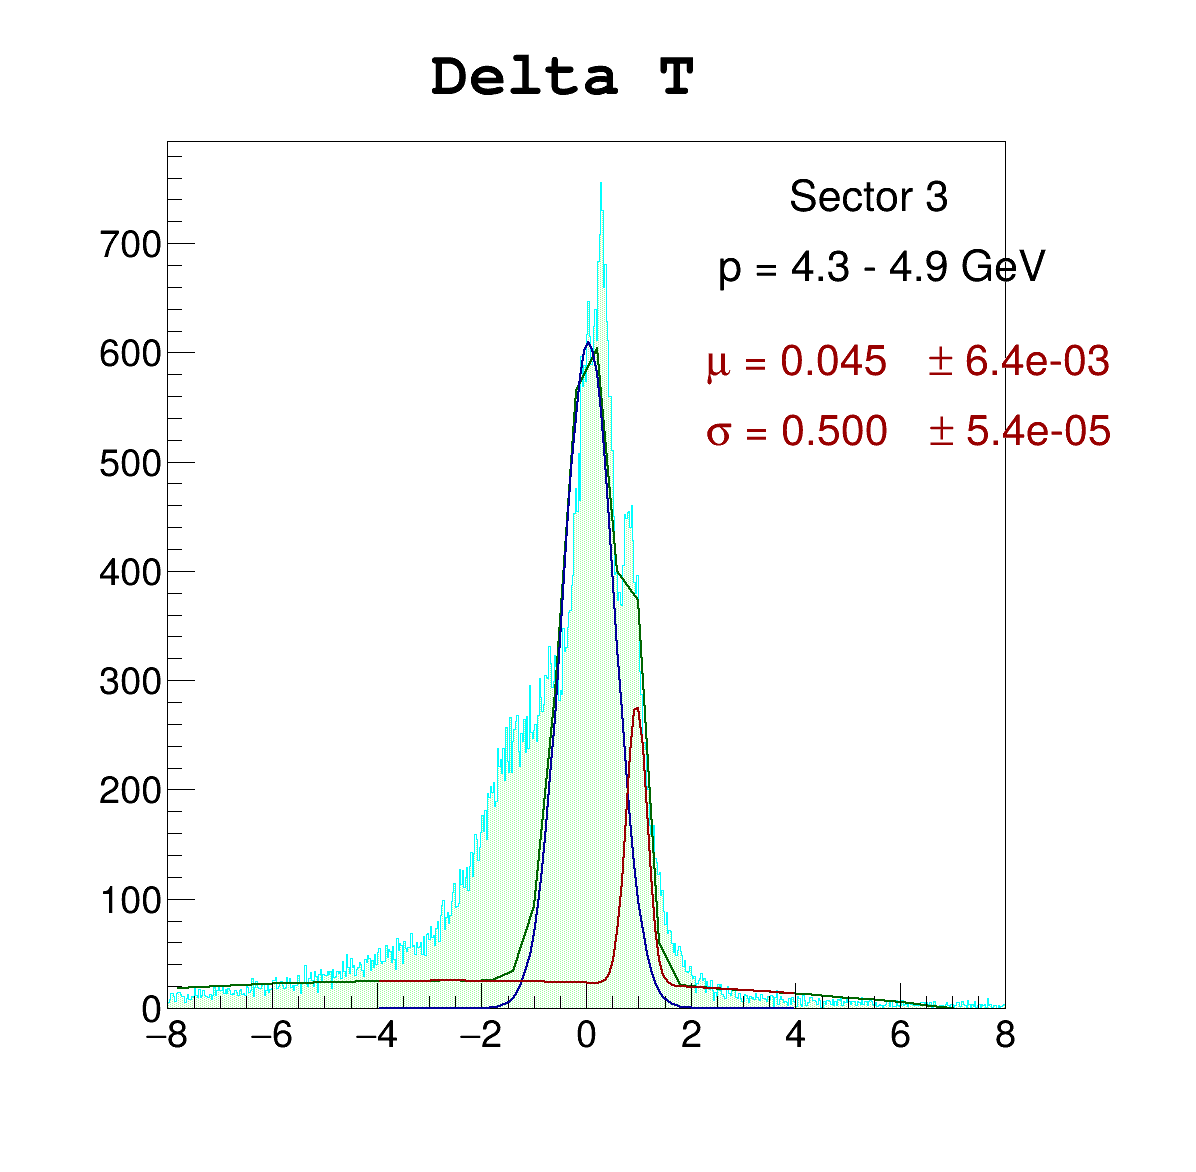 Delta T
Sector 3
p = 4.3 - 4.9 GeV
μ = 0.045 ± 6.4e-03
σ = 0.500 ± 5.4e-05
700
600
500
400
300
200
100
0
−8 −6 −4 −2 0 2 4 6 8